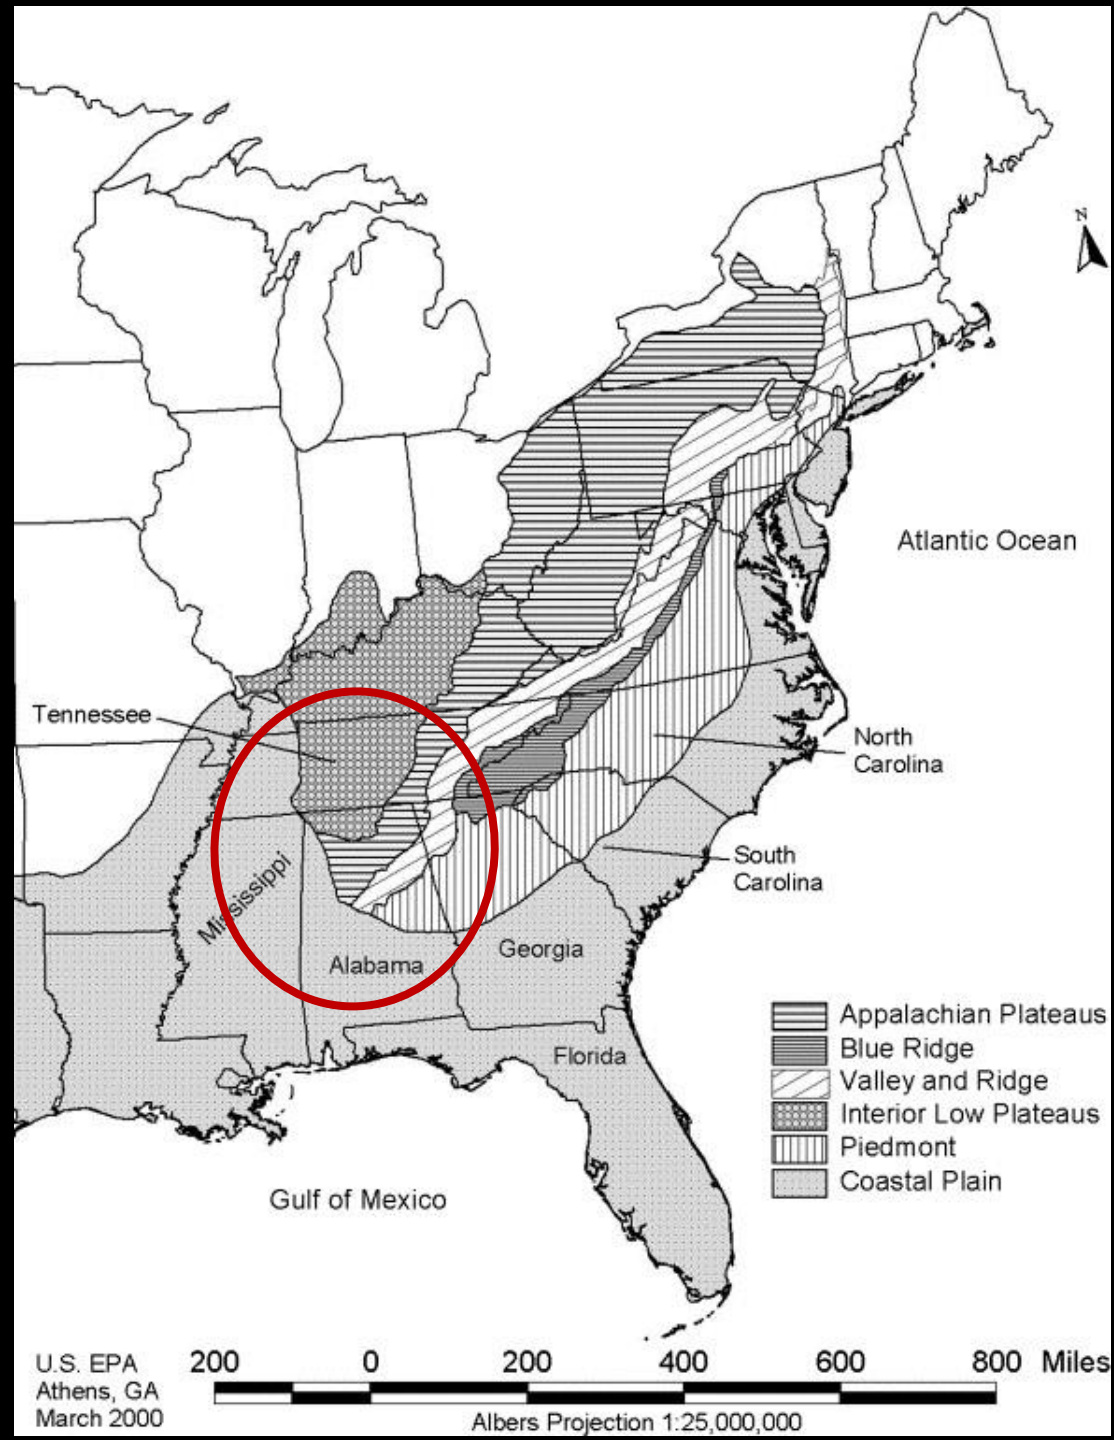 N
Atlantic Ocean
Tennessee
North
Carolina
South
Carolina
Mississippi
Georgia
Alabama
Florida
Gulf of Mexico
Appalachian Plateaus
Blue Ridge
Valley and Ridge
Interior Low Plateaus
Piedmont
Coastal Plain
U.S. EPA
Athens, GA
March 2000
200 0 200 400 600 800 Miles
Albers Projection 1:25,000,000